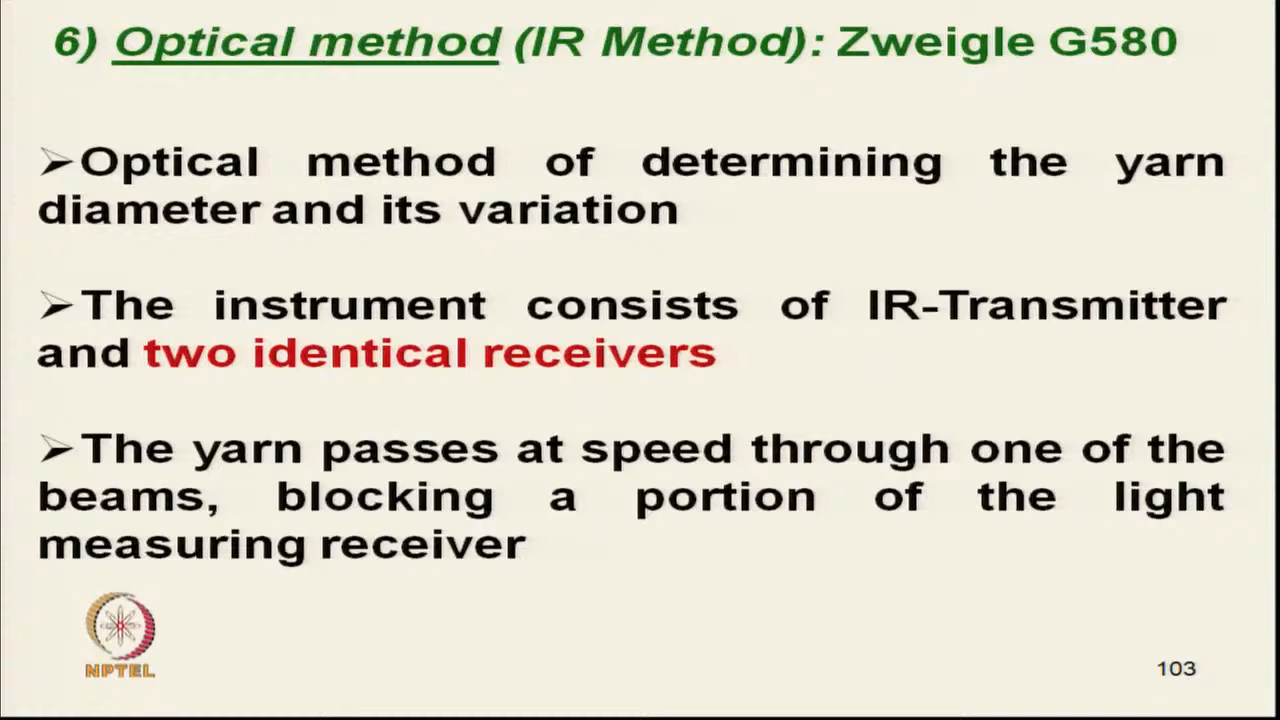 6) Optical method (IR Method): Zweigle G580
➢Optical method of determining the yarn
diameter and its variation
➢The instrument consists of IR-Transmitter
and two identical receivers
➢The yarn passes at speed through one of the
beams, blocking a portion of the light
measuring receiver
NPTEL
103